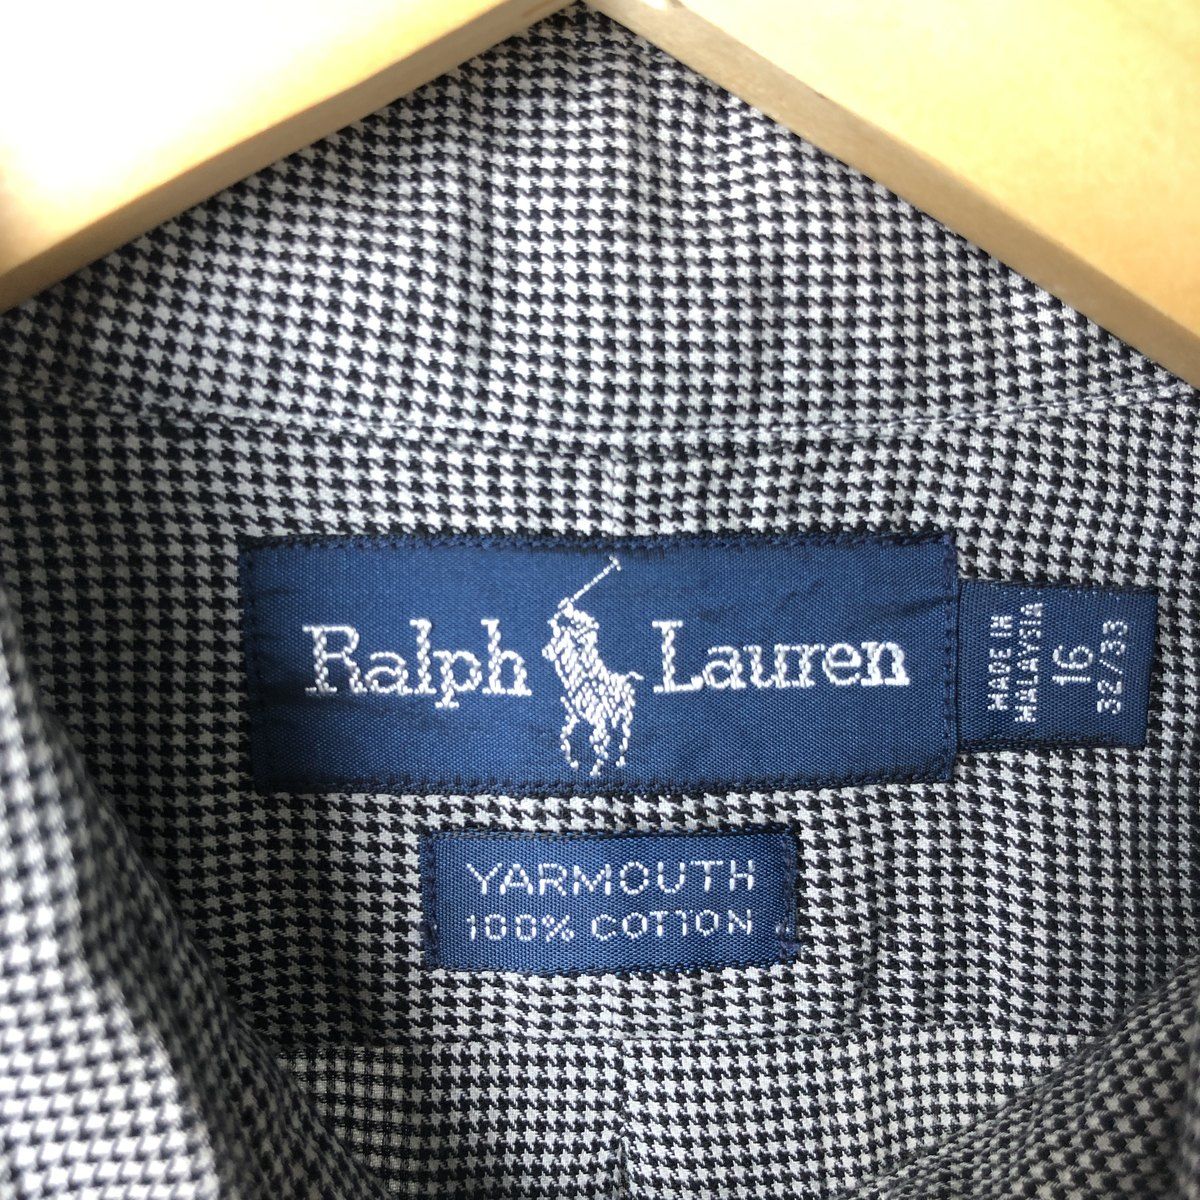 Ralph Lauren
MADE IN
MALAYSIA
16
32/33
YARMOUTH
100% COTTON